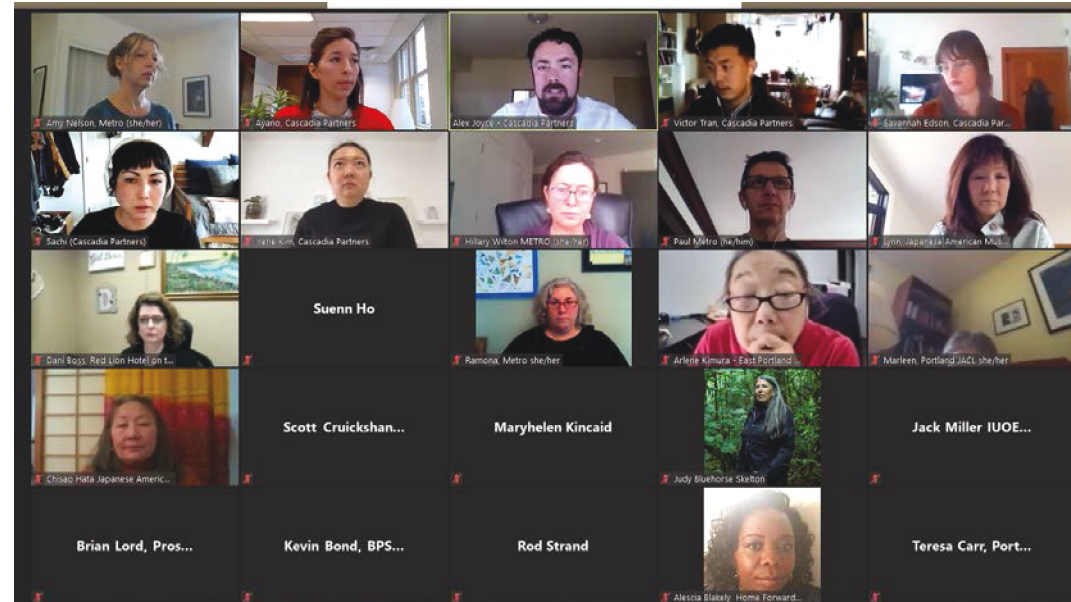 Amy Nelson, Metro (she/her)
Ayano, Cascadia Partners
Alex Joyce - Cascadia Partners
Victor Tran, Cascadia Partners
Savannah Edson, Cascadia Par...
Sachi (Cascadia Partners)
Irene Kim, Cascadia Partners
Hillary Wilton METRO (she/her)
Paul Metro (he/him)
Lynn, Japanese American Mus...
Dani Boss, Red Lion Hotel on t...
Suenn Ho
Ramona, Metro she/her
Arlene Kimura - East Portland ...
Marleen, Portland JACL she/her
Chisao Hata Japanese Americ...
Scott Cruickshan...
Maryhelen Kincaid
Judy Bluehorse Skelton
Jack Miller IUOE...
Brian Lord, Pros...
Kevin Bond, BPS...
Rod Strand
Alescia Blakely Home Forward...
Teresa Carr, Port...